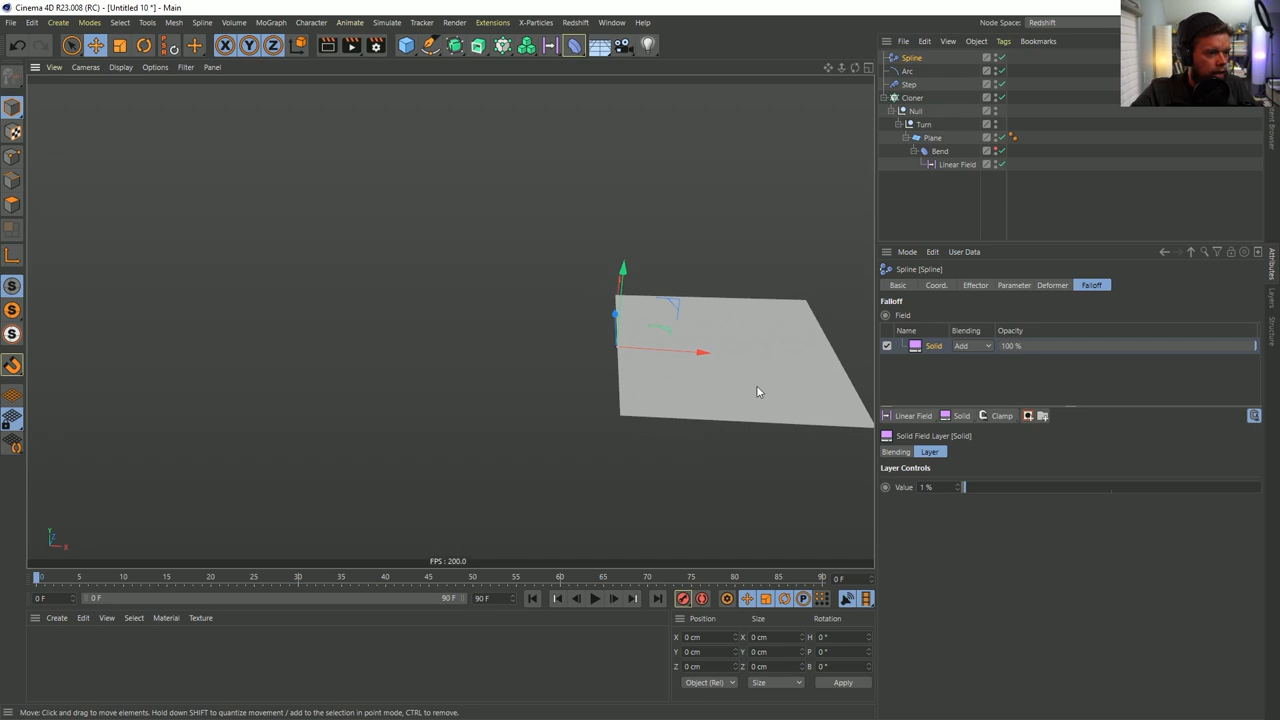 Cinema 4D R23.008 (RC) - [Untitled 10 *] - Main
File Edit Create Modes Select Tools Mesh Spline Volume MoGraph Character Animate Simulate Tracker Render Extensions X-Particles Redshift Window Help Node Space: Redshift
X Y Z
View Cameras Display Options Filter Panel
File Edit View Object Tags Bookmarks
Spline
Arc
Step
Cloner
Null
Turn
Plane
Bend
Linear Field
Mode Edit User Data
Spline [Spline]
Basic Coord. Effector Parameter Deformer Falloff
Falloff
Field
Name Blending Opacity
Solid Add 100 %
Linear Field Solid Clamp
Solid Field Layer [Solid]
Blending Layer
Layer Controls
Value 1 %
Attributes
Layers
Structure
Y
Z
X
FPS : 200.0
0 5 10 15 20 25 30 35 40 45 50 55 60 65 70 75 80 85 90 0 F
0 F 0 F 90 F 90 F
Create Edit View Select Material Texture
Position Size Rotation
X 0 cm X 0 cm H 0 °
Y 0 cm Y 0 cm P 0 °
Z 0 cm Z 0 cm B 0 °
Object (Rel) Size Apply
Move: Click and drag to move elements. Hold down SHIFT to quantize movement / add to the selection in point mode, CTRL to remove.